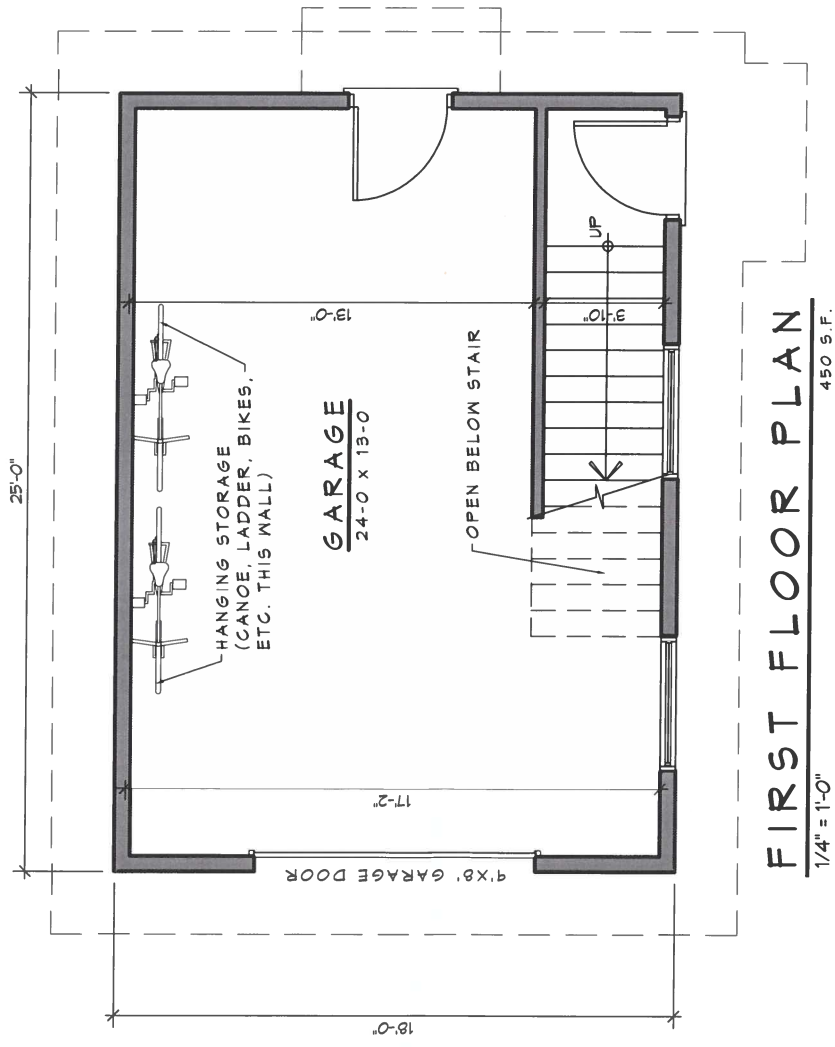 25'-0"
HANGING STORAGE
(CANOE, LADDER, BIKES,
ETC. THIS WALL)
13'-0"
GARAGE
24-0 X 13-0
OPEN BELOW STAIR
UP
3'-10"
17'-2"
9'X8' GARAGE DOOR
18'-0"
FIRST FLOOR PLAN
1/4" = 1'-0"
450 S.F.